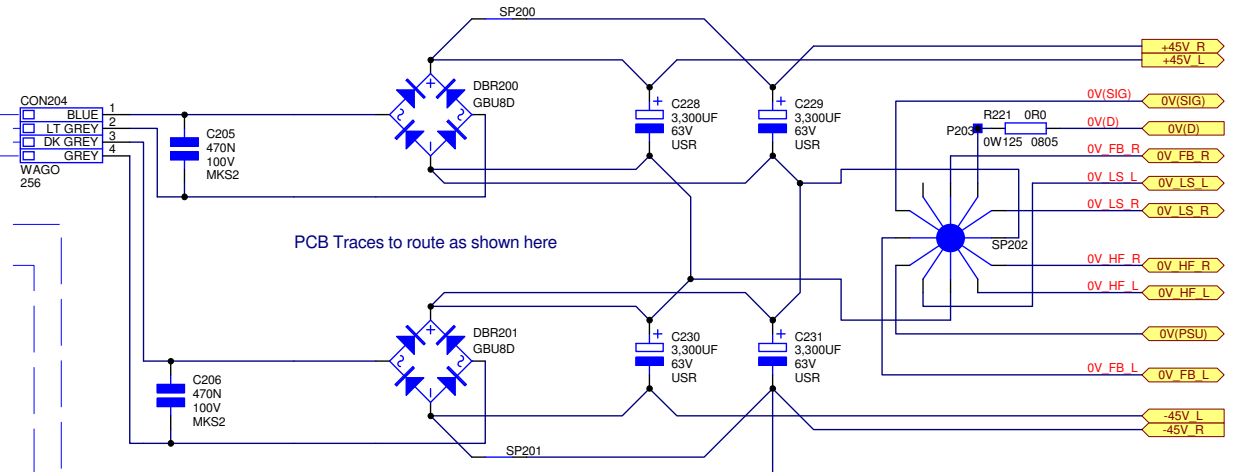 SP200
+45V_R
+45V_L
CON204
BLUE 1
LT GREY 2
DK GREY 3
GREY 4
WAGO
256
C205
470N
100V
MKS2
DBR200
GBU8D
C228
3,300UF
63V
USR
C229
3,300UF
63V
USR
0V(SIG) 0V(SIG)
R221 0R0
P203
0W125 0805
0V(D) 0V(D)
0V_FB_R 0V_FB_R
0V_LS_L 0V_LS_L
0V_LS_R 0V_LS_R
SP202
PCB Traces to route as shown here
0V_HF_R 0V_HF_R
0V_HF_L 0V_HF_L
0V(PSU)
0V_FB_L 0V_FB_L
C206
470N
100V
MKS2
DBR201
GBU8D
C230
3,300UF
63V
USR
C231
3,300UF
63V
USR
-45V_L
-45V_R
SP201